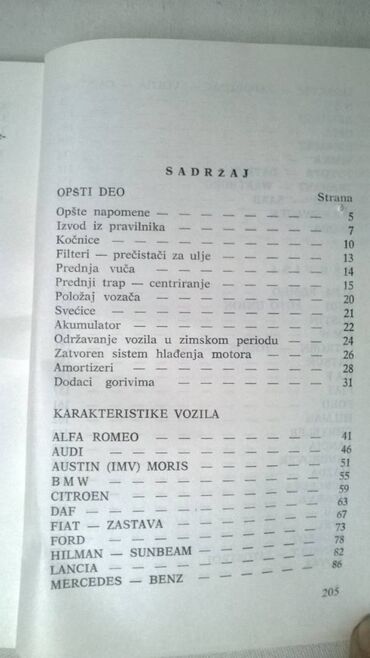 SADRŽAJ
OPSTI DEO Strana
Opšte napomene — — — — — — — 5
Izvod iz pravilnika — — — — — — 7
Kočnice — — — — — — — — — 10
Filteri — prečistači za ulje — — — — 13
Prednja vuča — — — — — — — — 14
Prednji trap — centriranje — — — — 15
Položaj vozača — — — — — — — 20
Svećice — — — — — — — — — 21
Akumulator — — — — — — — — 22
Održavanje vozila u zimskom periodu 24
Zatvoren sistem hlađenja motora — — 26
Amortizeri — — — — — — — — 28
Dodaci gorivima — — — — — — — 31
KARAKTERISTIKE VOZILA
ALFA ROMEO — — — — — — — 41
AUDI — — — — — — — — — — 46
AUSTIN (IMV) MORIS — — — — — 51
BMW — — — — — — — — — — 55
CITROEN — — — — — — — — — 59
DAF — — — — — — — — — — 63
FIAT — ZASTAVA — — — — — — 67
FORD — — — — — — — — — — 73
HILMAN — SUNBEAM — — — — — 78
LANCIA — — — — — — — — — 82
MERCEDES — BENZ — — — — — — 86
205